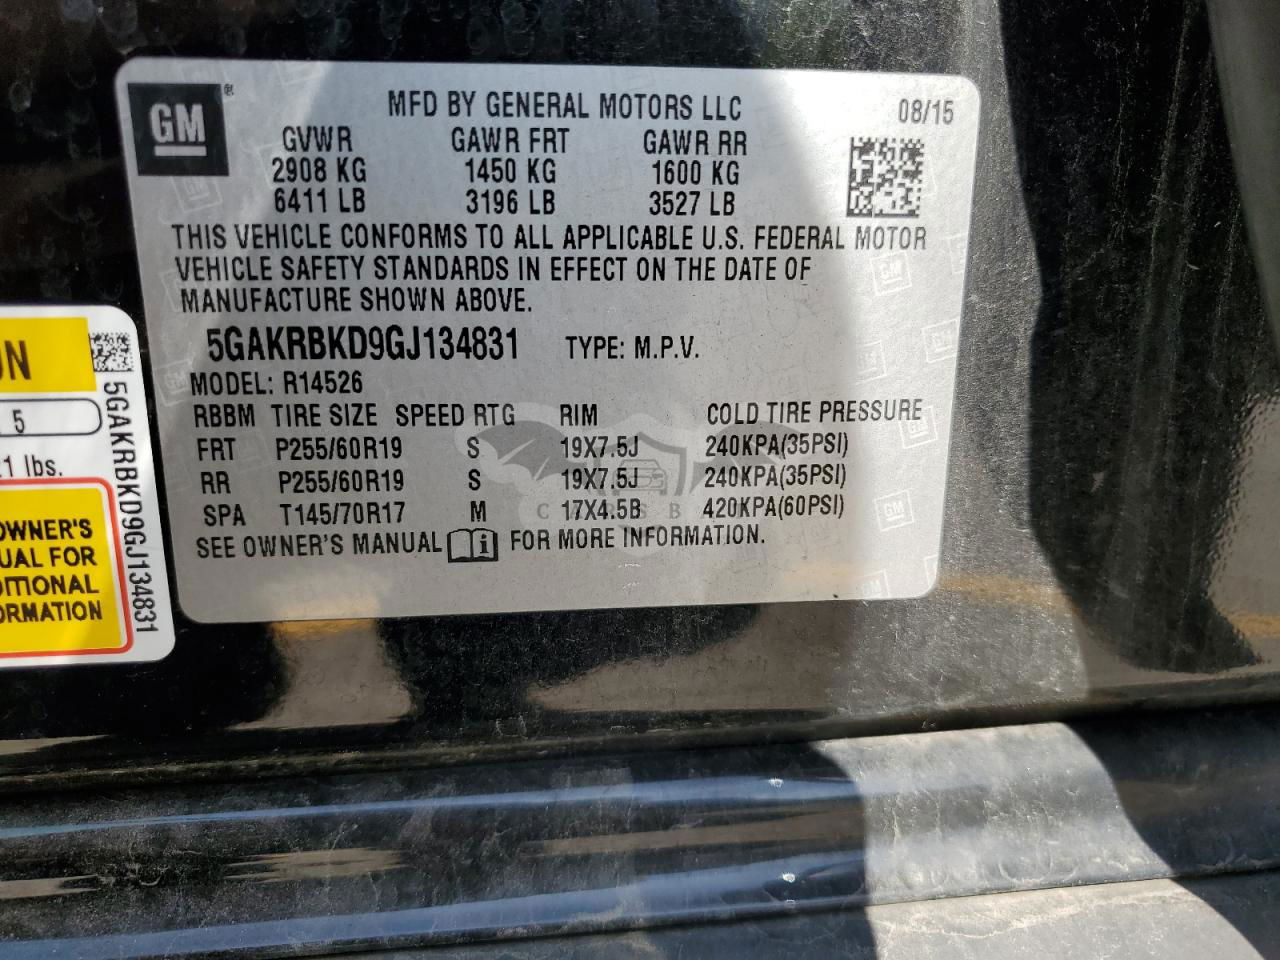 GM®
MFD BY GENERAL MOTORS LLC 08/15
GVWR GAWR FRT GAWR RR
2908 KG 1450 KG 1600 KG
6411 LB 3196 LB 3527 LB
THIS VEHICLE CONFORMS TO ALL APPLICABLE U.S. FEDERAL MOTOR
VEHICLE SAFETY STANDARDS IN EFFECT ON THE DATE OF
MANUFACTURE SHOWN ABOVE.
5GAKRBKD9GJ134831 TYPE: M.P.V.
MODEL: R14526
RBBM TIRE SIZE SPEED RTG RIM COLD TIRE PRESSURE
FRT P255/60R19 S 19X7.5J 240KPA(35PSI)
RR P255/60R19 S 19X7.5J 240KPA(35PSI)
SPA T145/70R17 M 17X4.5B 420KPA(60PSI)
SEE OWNER'S MANUAL i FOR MORE INFORMATION.
5
lbs.
OWNER'S
UAL FOR
DITIONAL
ORMATION
5GAKRBKD9GJ134831